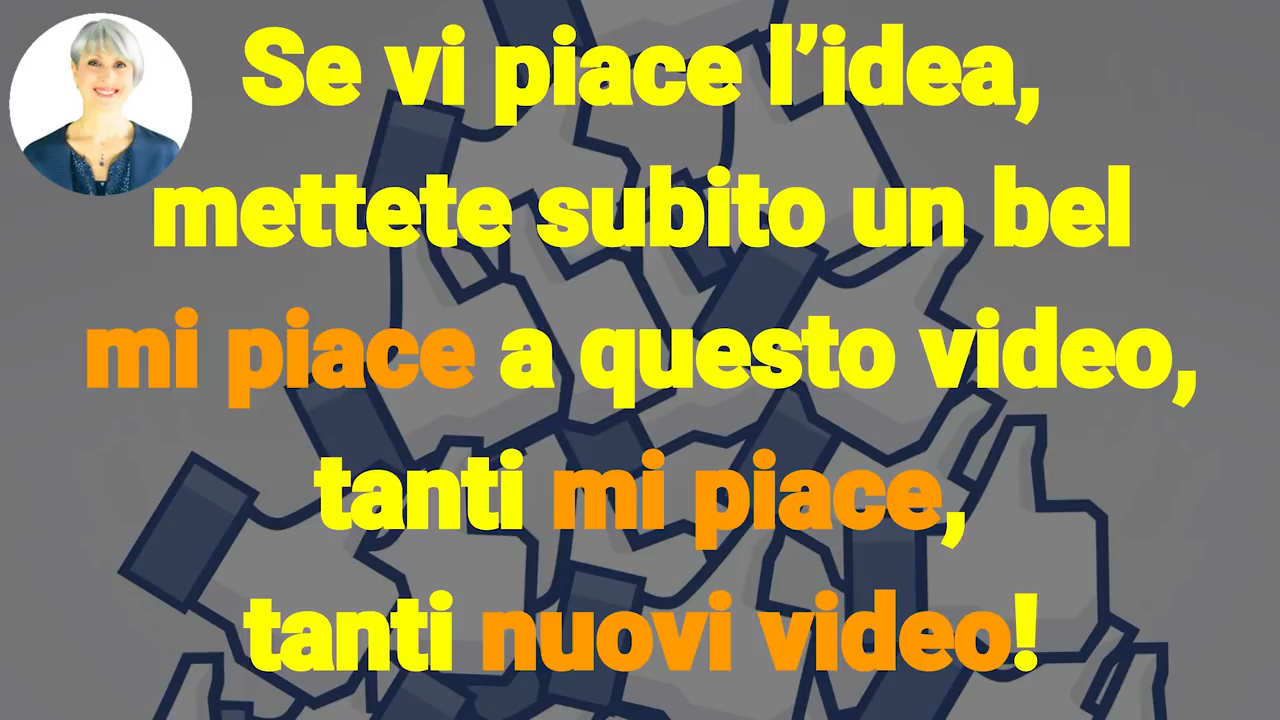 Se vi piace l’idea,
mettete subito un bel
mi piace a questo video,
tanti mi piace,
tanti nuovi video!